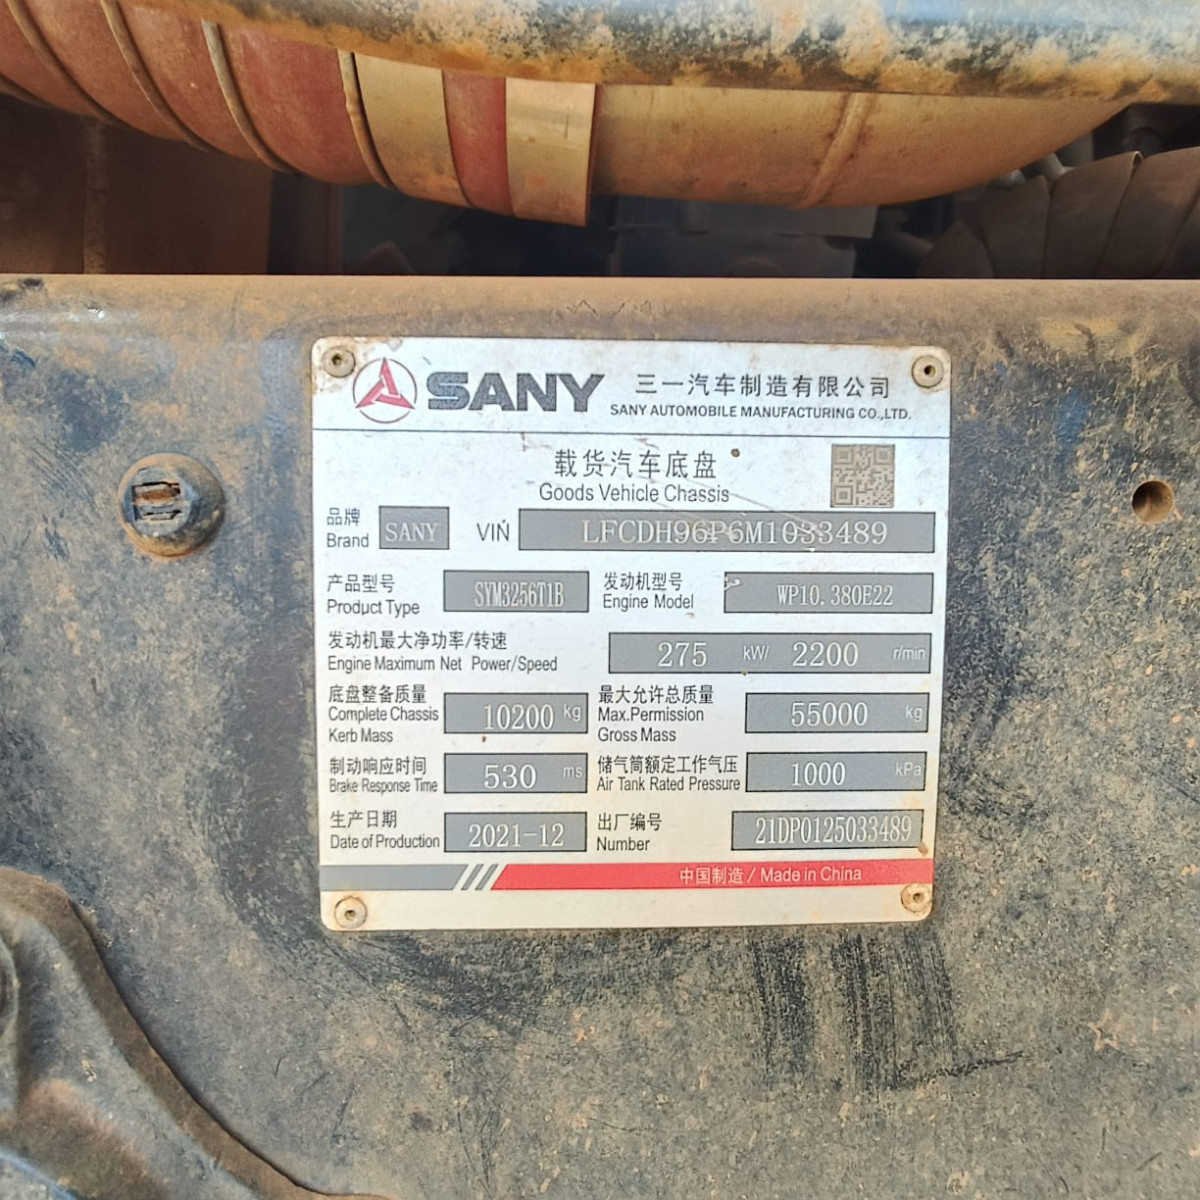 SANY 三一汽车制造有限公司
SANY AUTOMOBILE MANUFACTURING CO.,LTD.
载货汽车底盘
Goods Vehicle Chassis
品牌
Brand SANY VIN LFCDH96P6M1033489
产品型号 发动机型号
Product Type SYM3256T1B Engine Model WP10.380E22
发动机最大净功率/转速
Engine Maximum Net Power/Speed 275 kW/ 2200 r/min
底盘整备质量 最大允许总质量
Complete Chassis 10200 kg Max.Permission 55000 kg
Kerb Mass Gross Mass
制动响应时间 储气筒额定工作气压
Brake Response Time 530 ms Air Tank Rated Pressure 1000 kPa
生产日期 出厂编号
Date of Production 2021-12 Number 21DP0125033489
中国制造/Made in China